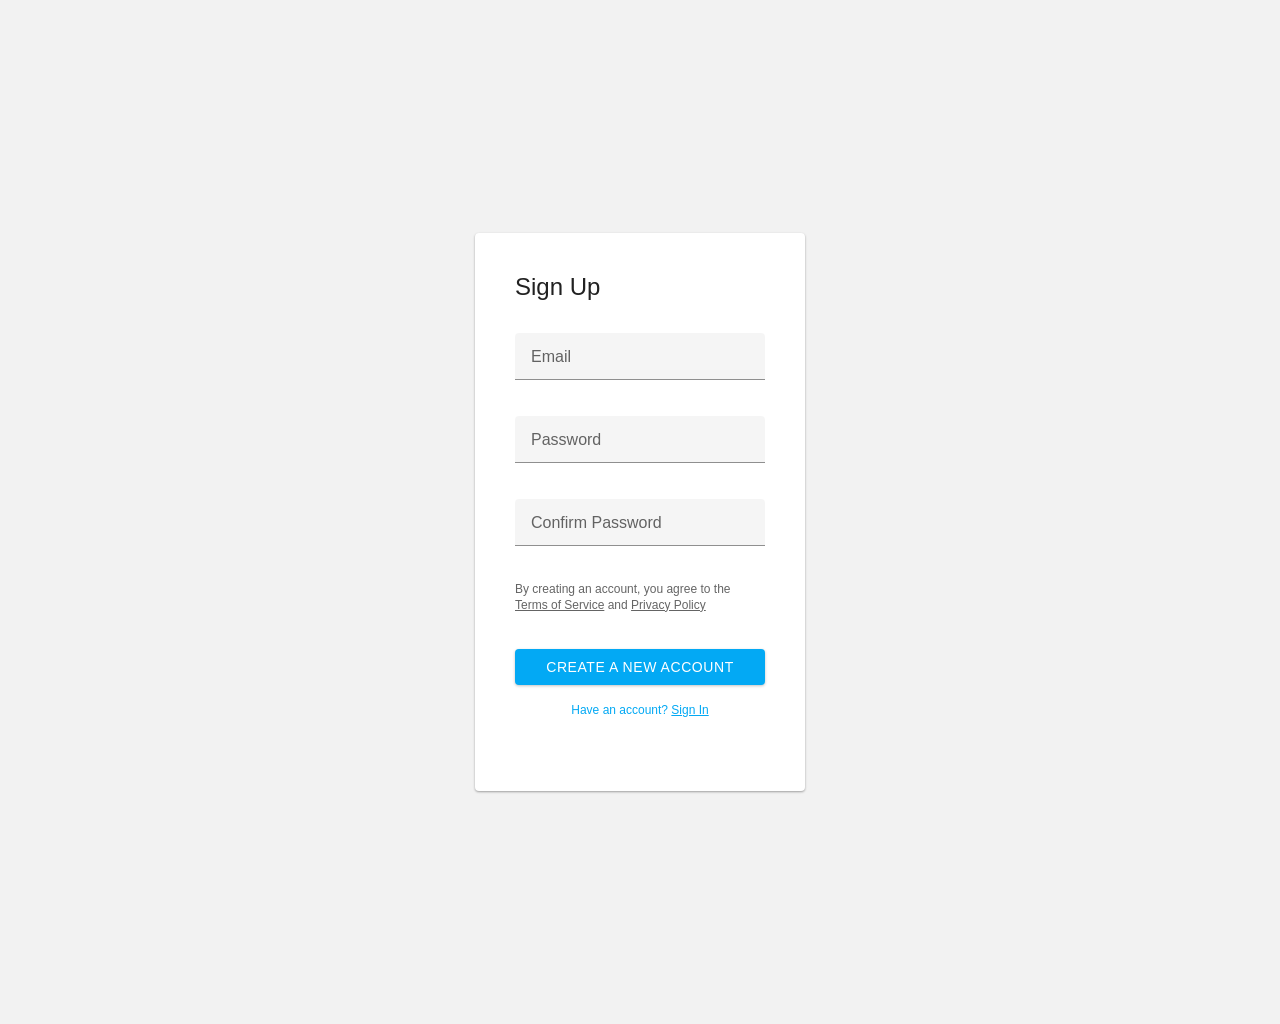 Sign Up
Email
Password
Confirm Password
By creating an account, you agree to the
Terms of Service and Privacy Policy
CREATE A NEW ACCOUNT
Have an account? Sign In